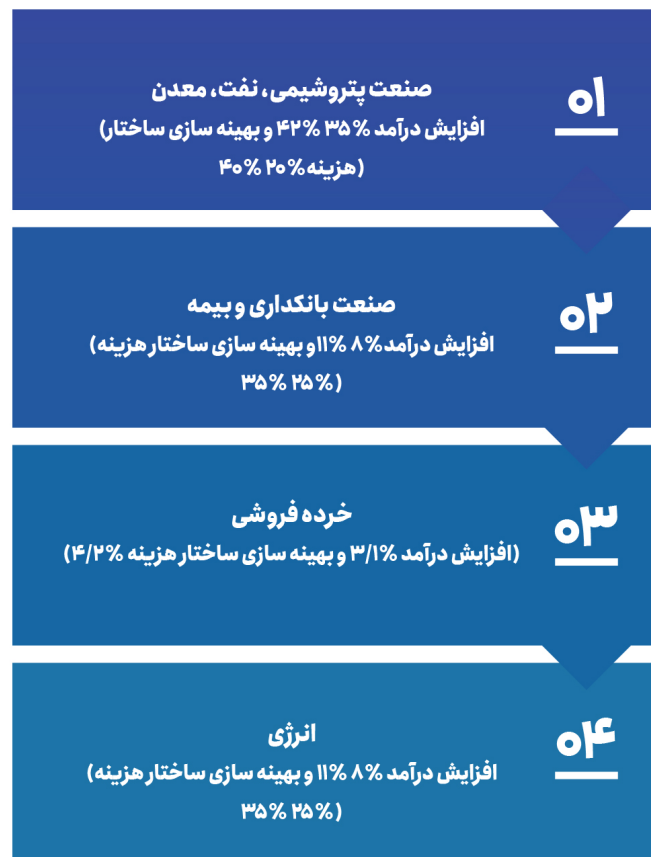 ۰۱
صنعت پتروشیمی، نفت، معدن
افزایش درآمد %۳۵ %۴۲ و بهینه سازی ساختار)
(هزینه %۲۰ %۴۰
۰۲
صنعت بانکداری و بیمه
افزایش درآمد %۸ %۱۱و بهینه سازی ساختار هزینه)
(%۲۵ %۳۵
۰۳
خرده فروشی
(افزایش درآمد %۳/۱ و بهینه سازی ساختار هزینه %۴/۲)
۰۴
انرژی
افزایش درآمد %۸ %۱۱ و بهینه سازی ساختار هزینه)
(%۲۵ %۳۵